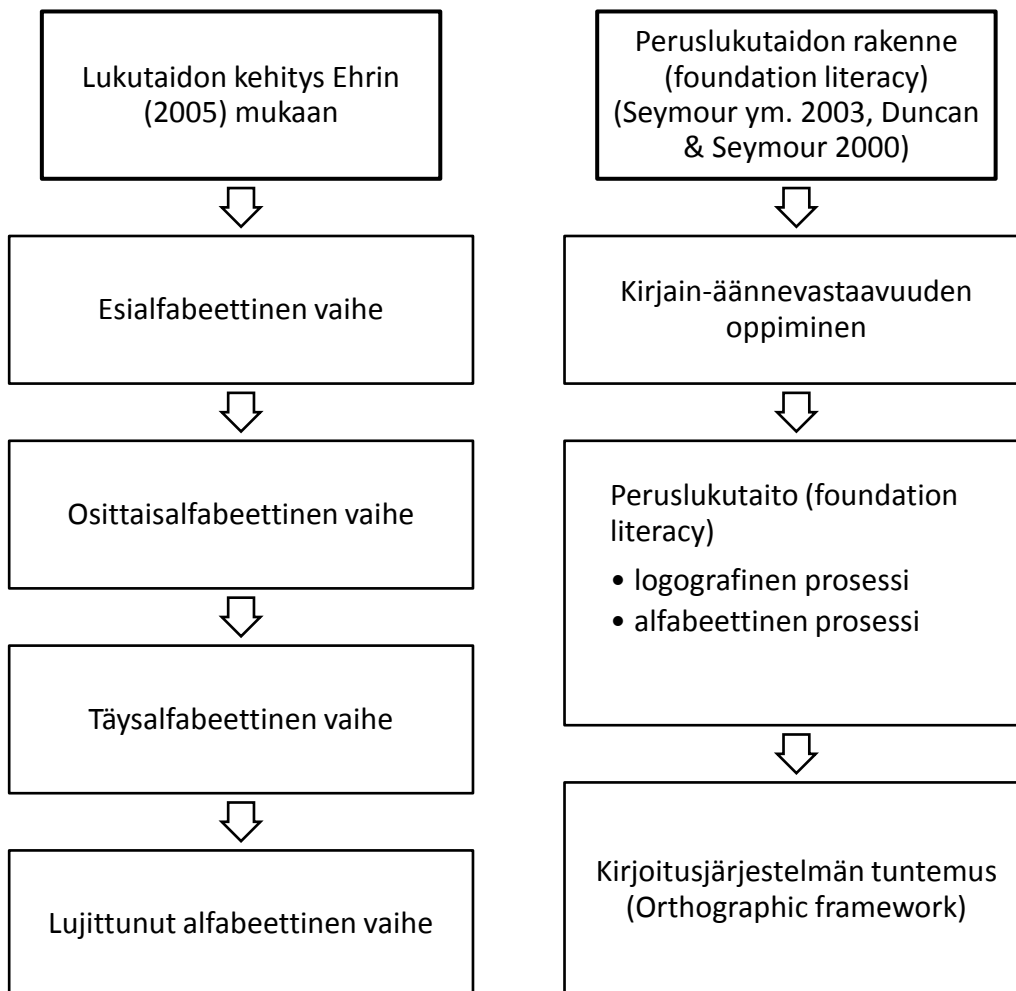 Lukutaidon kehitys Ehrin
(2005) mukaan
Esialfabeettinen vaihe
Osittaisalfabeettinen vaihe
Täysalfabeettinen vaihe
Lujittunut alfabeettinen vaihe
Peruslukutaidon rakenne
(foundation literacy)
(Seymour ym. 2003, Duncan
& Seymour 2000)
Kirjain-äännevastaavuuden
oppiminen
Peruslukutaito (foundation
literacy)
• logografinen prosessi
• alfabeettinen prosessi
Kirjoitusjärjestelmän tuntemus
(Orthographic framework)